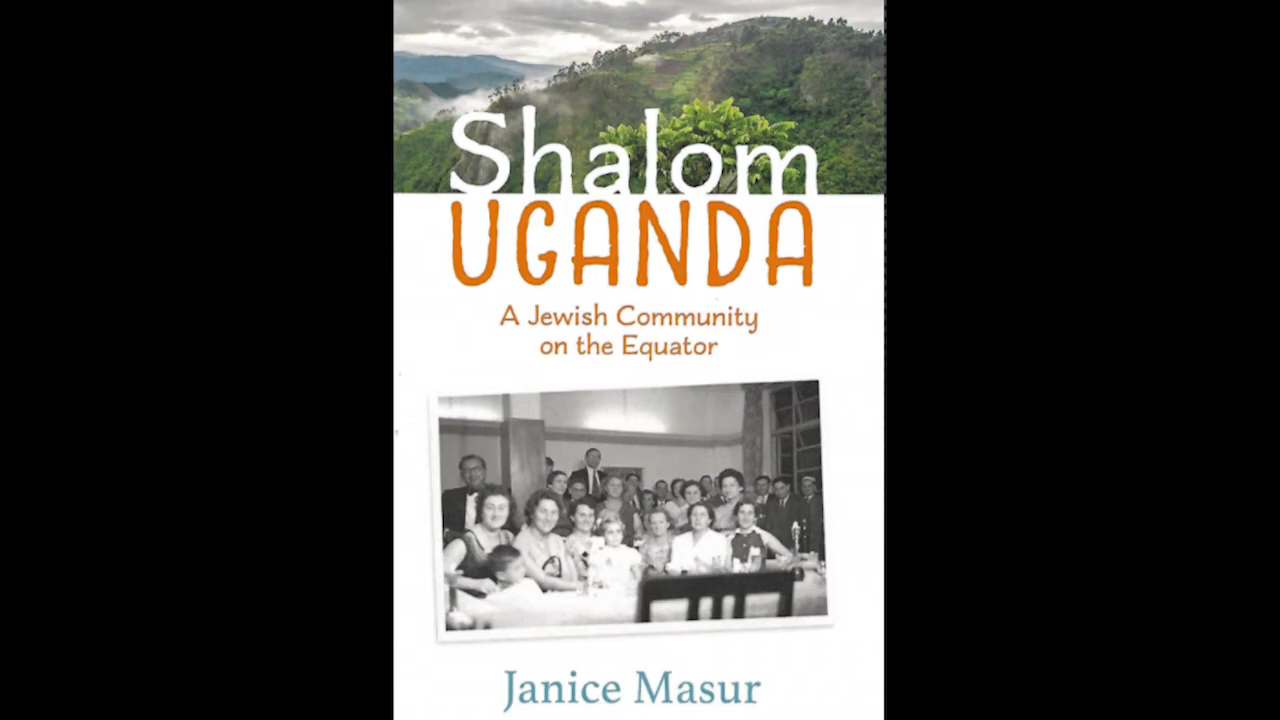 Shalom
UGANDA
A Jewish Community
on the Equator
Janice Masur